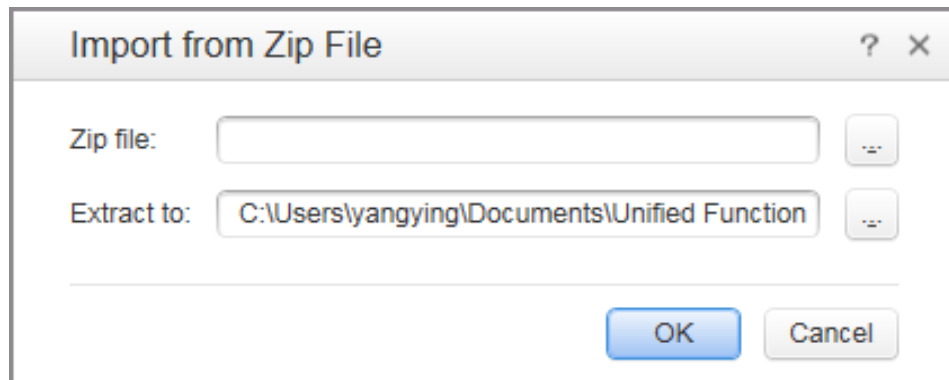 Import from Zip File ?
Zip file: ...
Extract to: C:\Users\yangying\Documents\Unified Function ...
OK Cancel